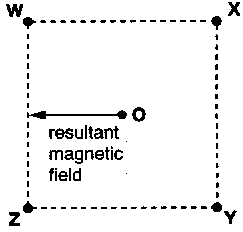 W X
O
resultant
magnetic
field
Z Y